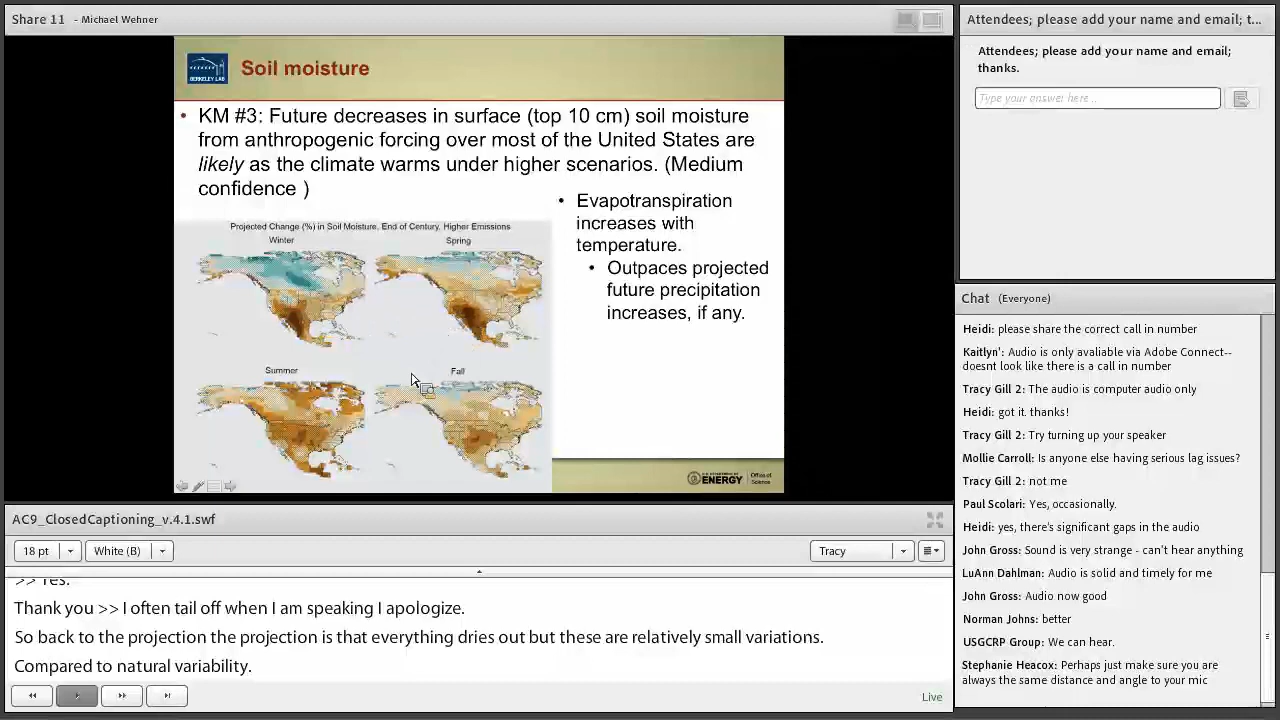 Share 11 - Michael Wehner
BERKELEY LAB
Soil moisture
• KM #3: Future decreases in surface (top 10 cm) soil moisture
from anthropogenic forcing over most of the United States are
likely as the climate warms under higher scenarios. (Medium
confidence )
Projected Change (%) in Soil Moisture, End of Century, Higher Emissions
Winter
Spring
Summer
Fall
• Evapotranspiration
increases with
temperature.
• Outpaces projected
future precipitation
increases, if any.
U.S. DEPARTMENT OF
ENERGY
Office of
Science
AC9_ClosedCaptioning_v.4.1.swf
18 pt
White (B)
Tracy
>> Yes.
Thank you >> I often tail off when I am speaking I apologize.
So back to the projection the projection is that everything dries out but these are relatively small variations.
Compared to natural variability.
Live
Attendees; please add your name and email; t...
Attendees; please add your name and email;
thanks.
Type your answer here ..
Chat (Everyone)
Heidi: please share the correct call in number
Kaitlyn': Audio is only avaliable via Adobe Connect--
doesnt look like there is a call in number
Tracy Gill 2: The audio is computer audio only
Heidi: got it. thanks!
Tracy Gill 2: Try turning up your speaker
Mollie Carroll: Is anyone else having serious lag issues?
Tracy Gill 2: not me
Paul Scolari: Yes, occasionally.
Heidi: yes, there's significant gaps in the audio
John Gross: Sound is very strange - can't hear anything
LuAnn Dahlman: Audio is solid and timely for me
John Gross: Audio now good
Norman Johns: better
USGCRP Group: We can hear.
Stephanie Heacox: Perhaps just make sure you are
always the same distance and angle to your mic